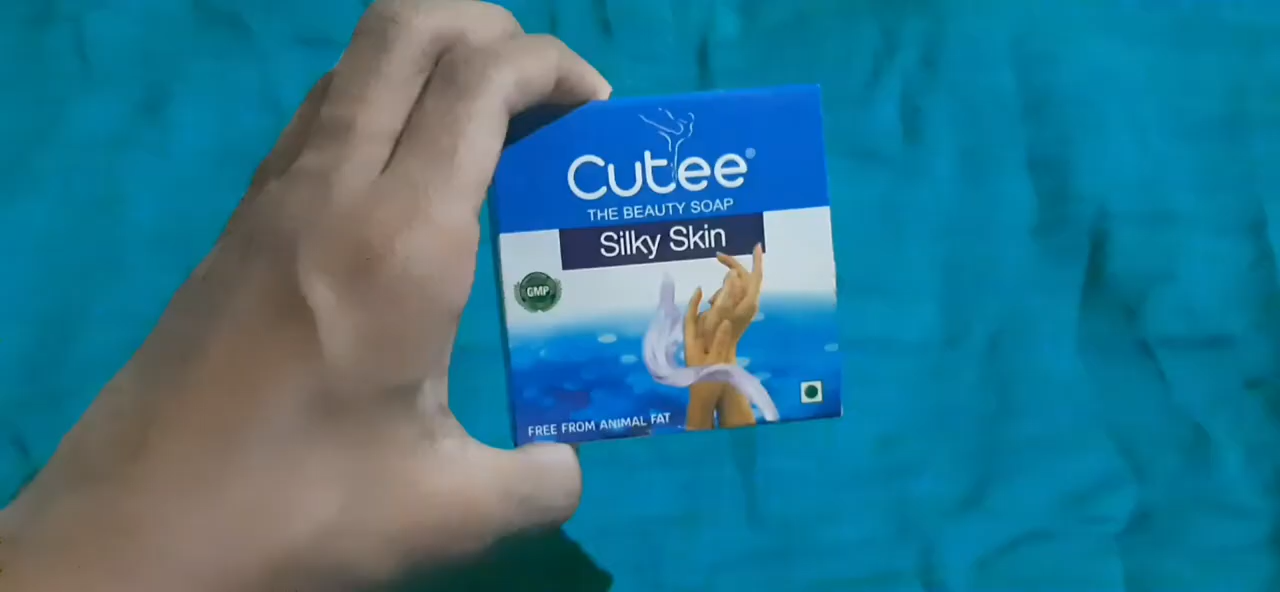 Cutee®
THE BEAUTY SOAP
Silky Skin
GMP
FREE FROM ANIMAL FAT